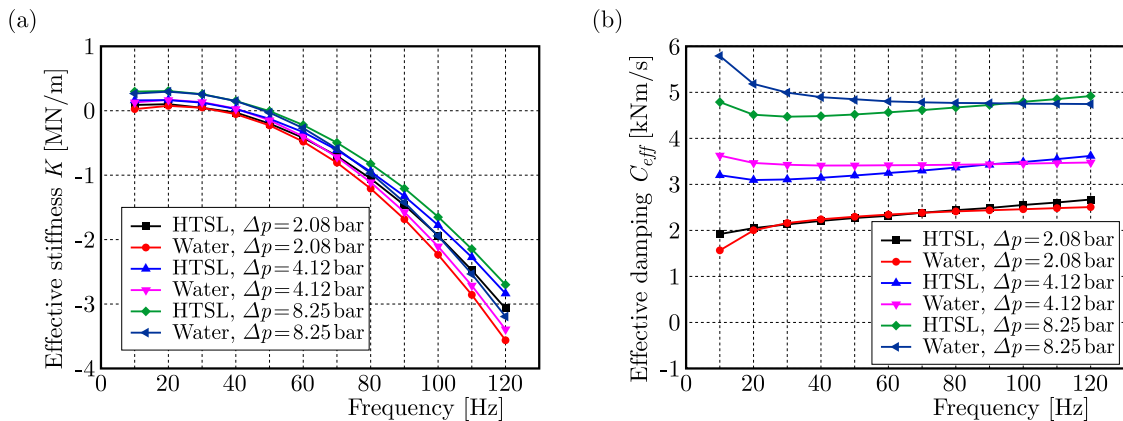 (a)
Effective stiffness K [MN/m]
1
0
-1
-2
-3
-4
HTSL, Δp=2.08 bar
Water, Δp=2.08 bar
HTSL, Δp=4.12 bar
Water, Δp=4.12 bar
HTSL, Δp=8.25 bar
Water, Δp=8.25 bar
0 20 40 60 80 100 120
Frequency [Hz]
(b)
Effective damping C_eff [kNm/s]
6
5
4
3
2
1
0
-1
HTSL, Δp=2.08 bar
Water, Δp=2.08 bar
HTSL, Δp=4.12 bar
Water, Δp=4.12 bar
HTSL, Δp=8.25 bar
Water, Δp=8.25 bar
0 20 40 60 80 100 120
Frequency [Hz]